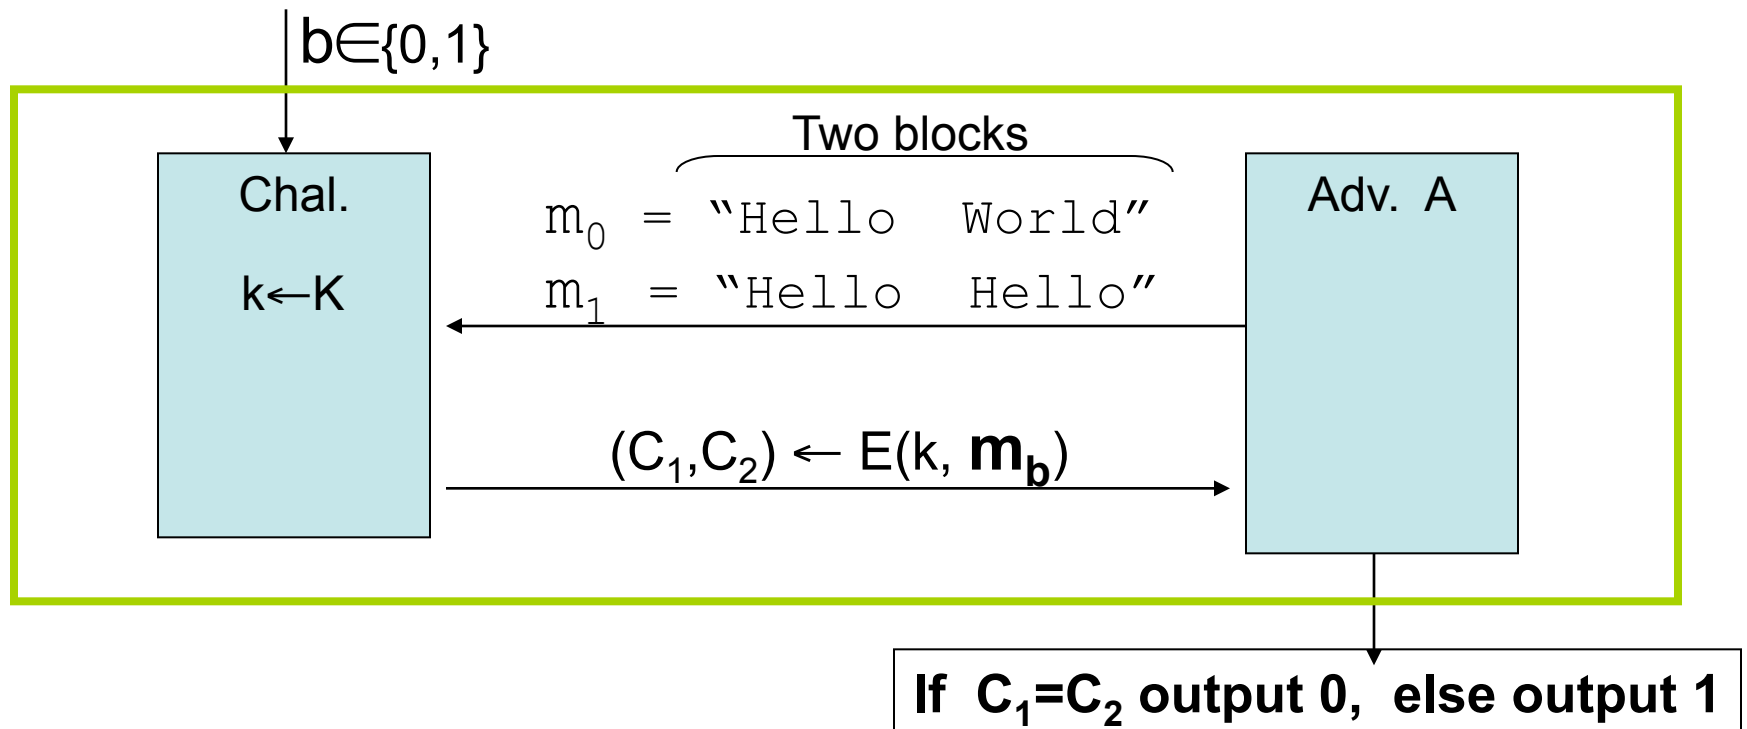 b∈{0,1}
Two blocks
Chal.
Adv. A
m₀ = “Hello World”
k←K
m₁ = “Hello Hello”
(C₁,C₂) ← E(k, m_b)
If C₁=C₂ output 0, else output 1